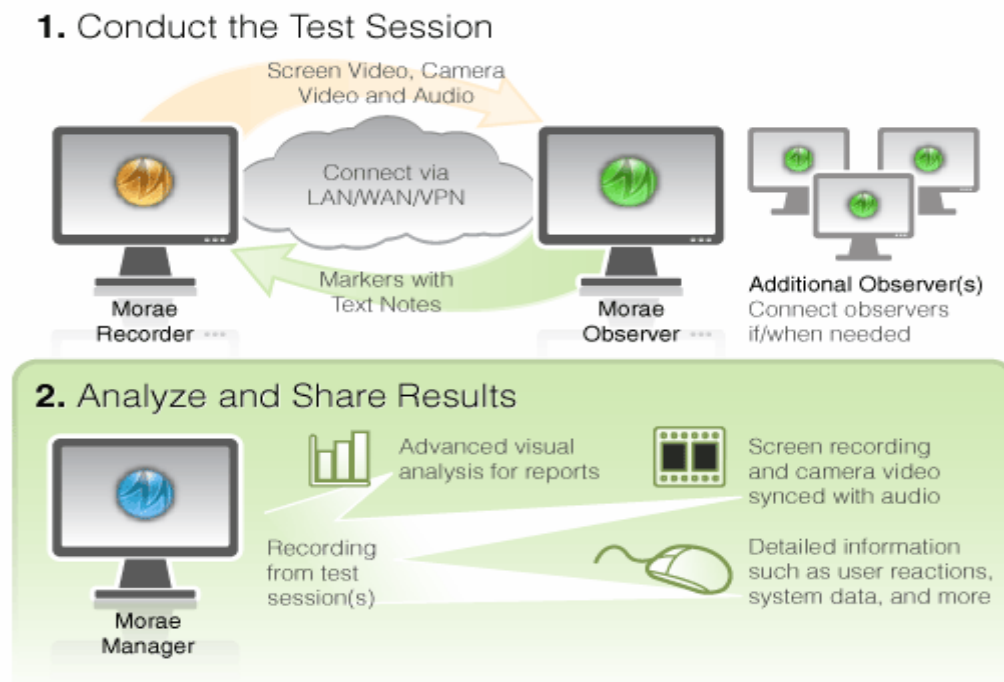 1. Conduct the Test Session
Screen Video, Camera
Video and Audio
Connect via
LAN/WAN/VPN
Markers with
Text Notes
Morae
Recorder
Morae
Observer
Additional Observer(s)
Connect observers
if/when needed
2. Analyze and Share Results
Advanced visual
analysis for reports
Screen recording
and camera video
synced with audio
Recording
from test
session(s)
Detailed information
such as user reactions,
system data, and more
Morae
Manager